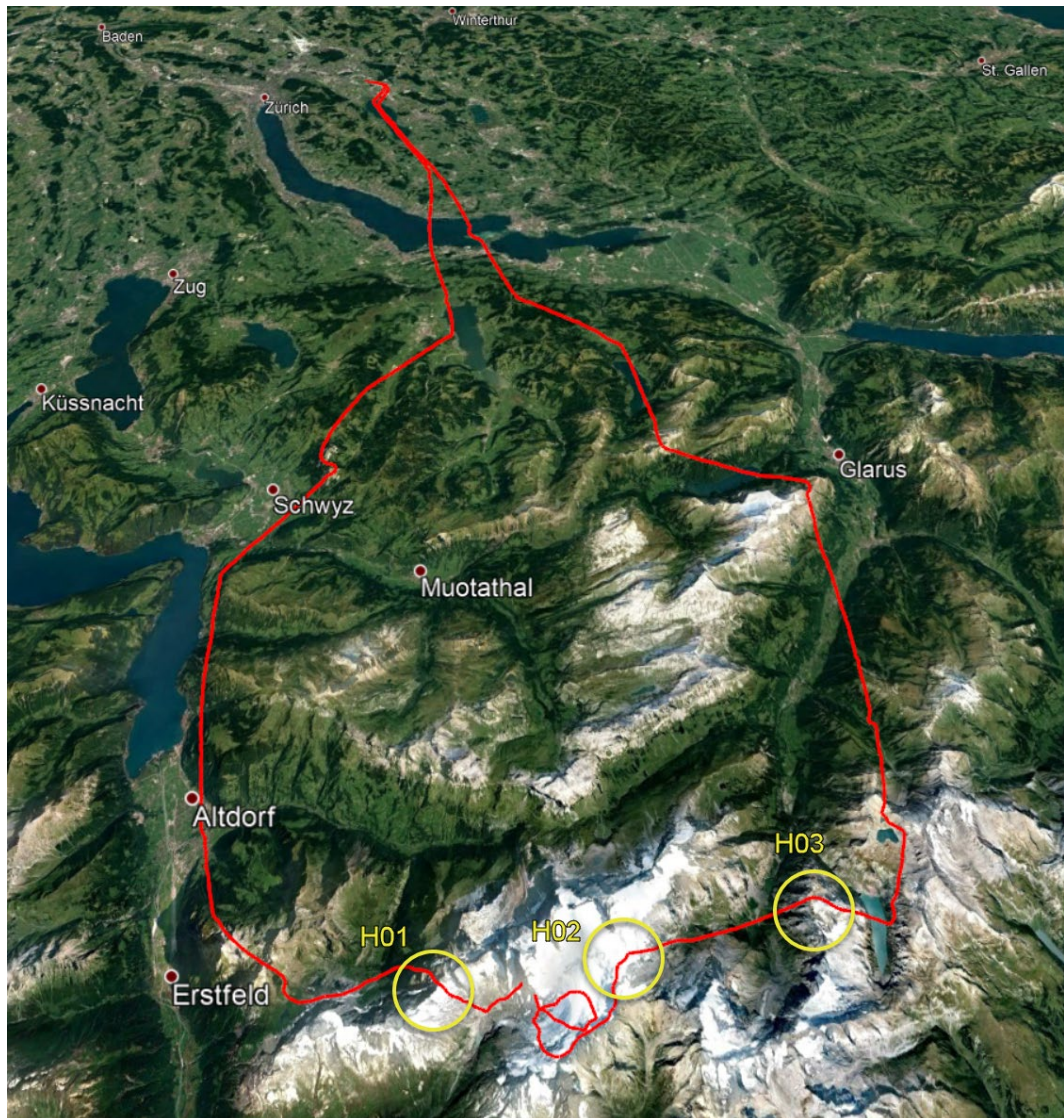 Winterthur
Baden
St. Gallen
Zürich
Zug
Küssnacht
Glarus
Schwyz
Muotathal
Altdorf
H03
H01
H02
Erstfeld